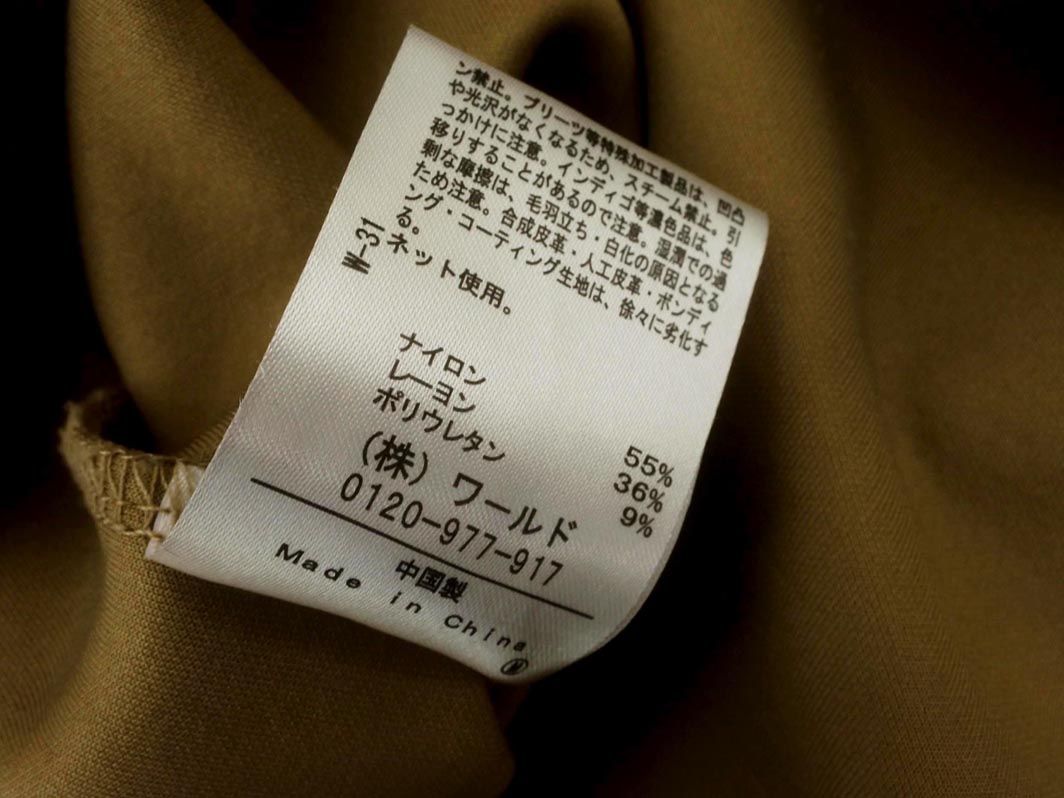 ン禁止。プリーツ等特殊加工製品は、凹凸
や光沢がなくなるため、スチーム禁止。引
っかけに注意。インディゴ等濃色品は、色
移りすることがあるので注意。湿潤での過
剰な摩擦は、毛羽立ち・白化の原因となる
ため注意。合成皮革・人工皮革・ボンディ
ング・コーティング生地は、徐々に劣化す
る。
W-31
ネット使用。
ナイロン 55%
レーヨン 36%
ポリウレタン 9%
(株) ワールド
0120-977-917
中国製
Made in China